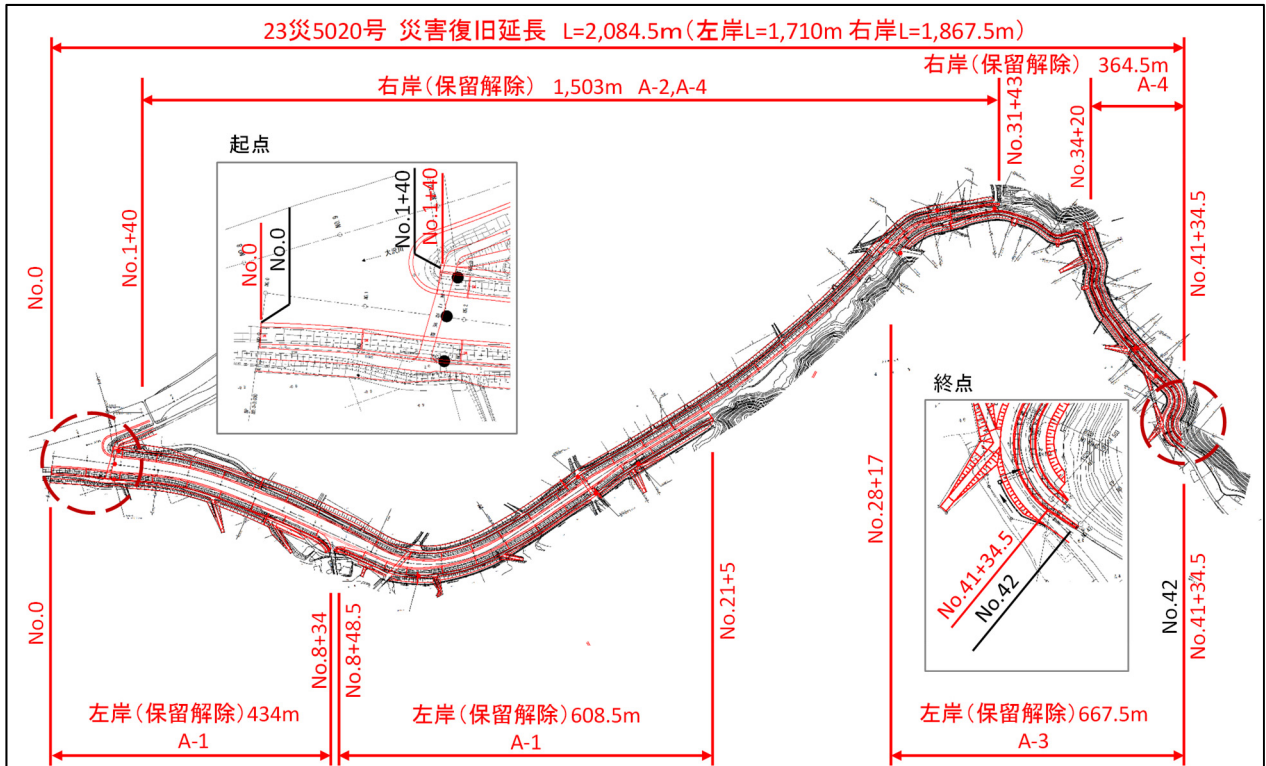 23災5020号 災害復旧延長 L=2,084.5m(左岸L=1,710m 右岸L=1,867.5m)
右岸(保留解除) 364.5m
A-4
右岸(保留解除) 1,503m A-2,A-4
No.31+43
No.34+20
No.1+40
No.0
No.41+34.5
起点
No.0
No.0
No.1+40
No.1+40
終点
No.41+34.5
No.42
No.28+17
No.21+5
No.0
No.8+34
No.8+48.5
No.42
No.41+34.5
左岸(保留解除)434m
A-1
左岸(保留解除)608.5m
A-1
左岸(保留解除)667.5m
A-3